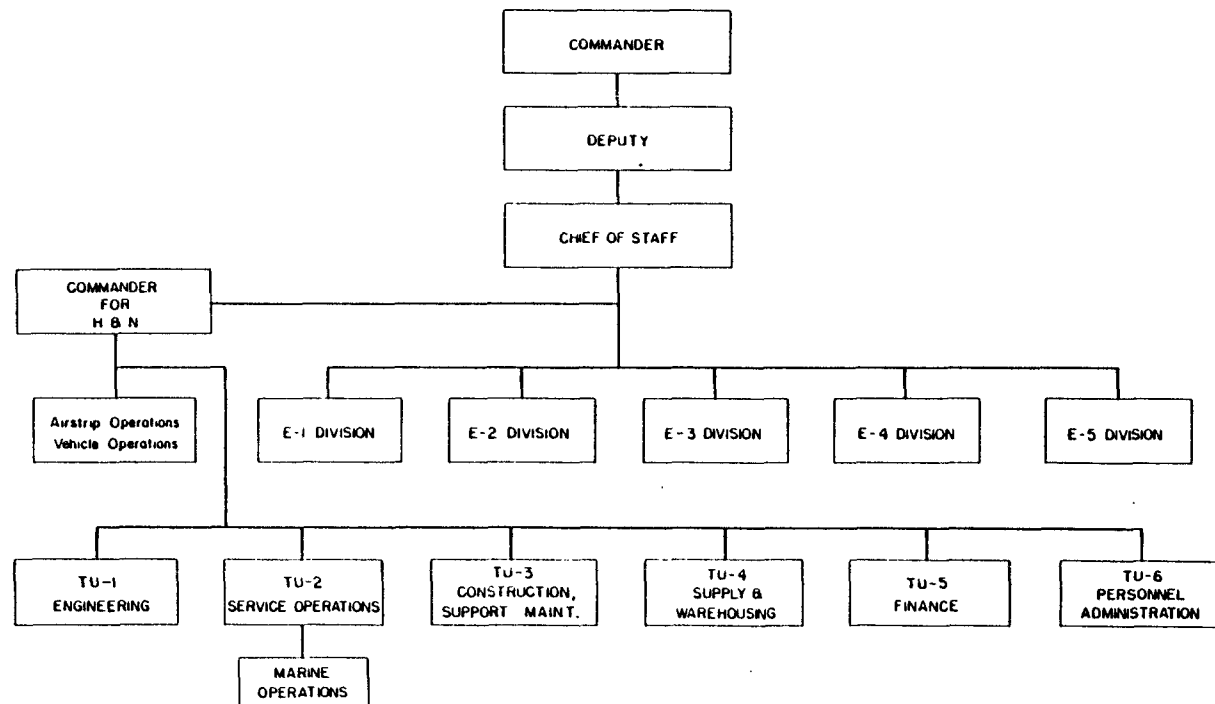 COMMANDER
DEPUTY
CHIEF OF STAFF
COMMANDER
FOR
H & N
Airstrip Operations
Vehicle Operations
E-1 DIVISION
E-2 DIVISION
E-3 DIVISION
E-4 DIVISION
E-5 DIVISION
TU-1
ENGINEERING
TU-2
SERVICE OPERATIONS
TU-3
CONSTRUCTION,
SUPPORT MAINT.
TU-4
SUPPLY &
WAREHOUSING
TU-5
FINANCE
TU-6
PERSONNEL
ADMINISTRATION
MARINE
OPERATIONS